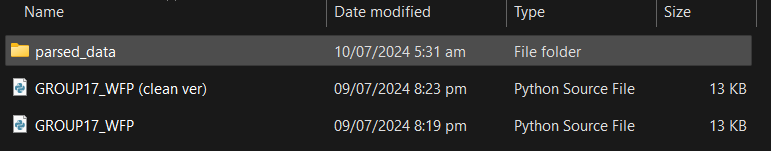 Name Date modified Type Size
parsed_data 10/07/2024 5:31 am File folder
GROUP17_WFP (clean ver) 09/07/2024 8:23 pm Python Source File 13 KB
GROUP17_WFP 09/07/2024 8:19 pm Python Source File 13 KB